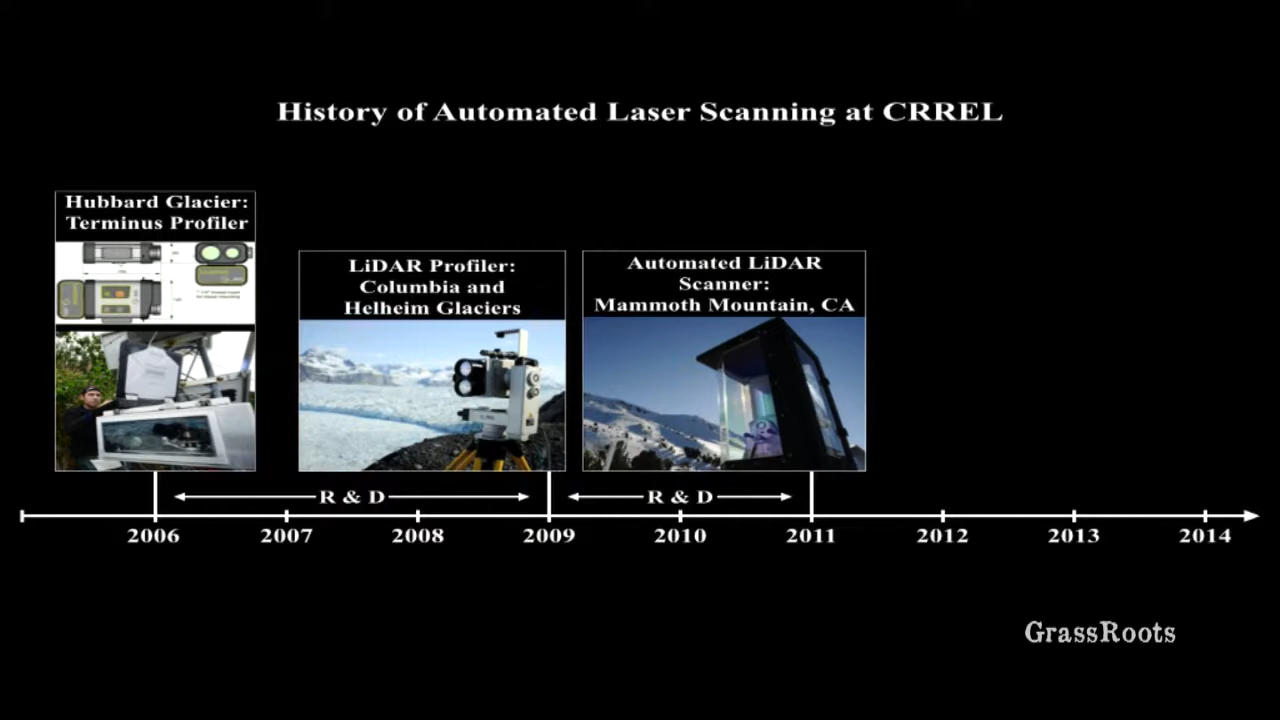 History of Automated Laser Scanning at CRREL
Hubbard Glacier:
Terminus Profiler
LiDAR Profiler:
Columbia and
Helheim Glaciers
Automated LiDAR
Scanner:
Mammoth Mountain, CA
R & D
R & D
2006
2007
2008
2009
2010
2011
2012
2013
2014
GrassRoots